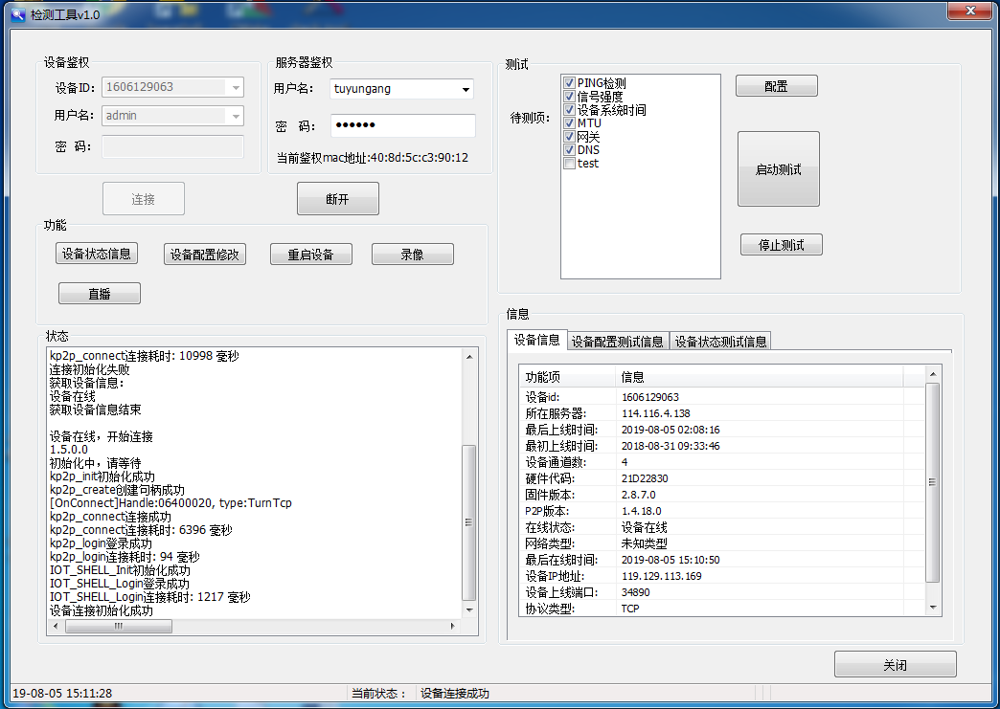 检测工具v1.0
设备鉴权
设备ID: 1606129063
用户名: admin
密 码:
服务器鉴权
用户名: tuyungang
密 码: ●●●●●●
当前鉴权mac地址:40:8d:5c:c3:90:12
连接
断开
功能
设备状态信息
设备配置修改
重启设备
录像
直播
状态
kp2p_connect连接耗时: 10998 毫秒
连接初始化失败
获取设备信息:
设备在线
获取设备信息结束
设备在线，开始连接
1.5.0.0
初始化中，请等待
kp2p_init初始化成功
kp2p_create创建句柄成功
[OnConnect]Handle:06400020, type:TurnTcp
kp2p_connect连接成功
kp2p_connect连接耗时: 6396 毫秒
kp2p_login登录成功
kp2p_login连接耗时: 94 毫秒
IOT_SHELL_Init初始化成功
IOT_SHELL_Login登录成功
IOT_SHELL_Login连接耗时: 1217 毫秒
设备连接初始化成功
测试
待测项:
PING检测
信号强度
设备系统时间
MTU
网关
DNS
test
配置
启动测试
停止测试
信息
设备信息
设备配置测试信息
设备状态测试信息
功能项 信息
设备id: 1606129063
所在服务器: 114.116.4.138
最后上线时间: 2019-08-05 02:08:16
最初上线时间: 2018-08-31 09:33:46
设备通道数: 4
硬件代码: 21D22830
固件版本: 2.8.7.0
P2P版本: 1.4.18.0
在线状态: 设备在线
网络类型: 未知类型
最后在线时间: 2019-08-05 15:10:50
设备IP地址: 119.129.113.169
设备上线端口: 34890
协议类型: TCP
关闭
19-08-05 15:11:28
当前状态： 设备连接成功